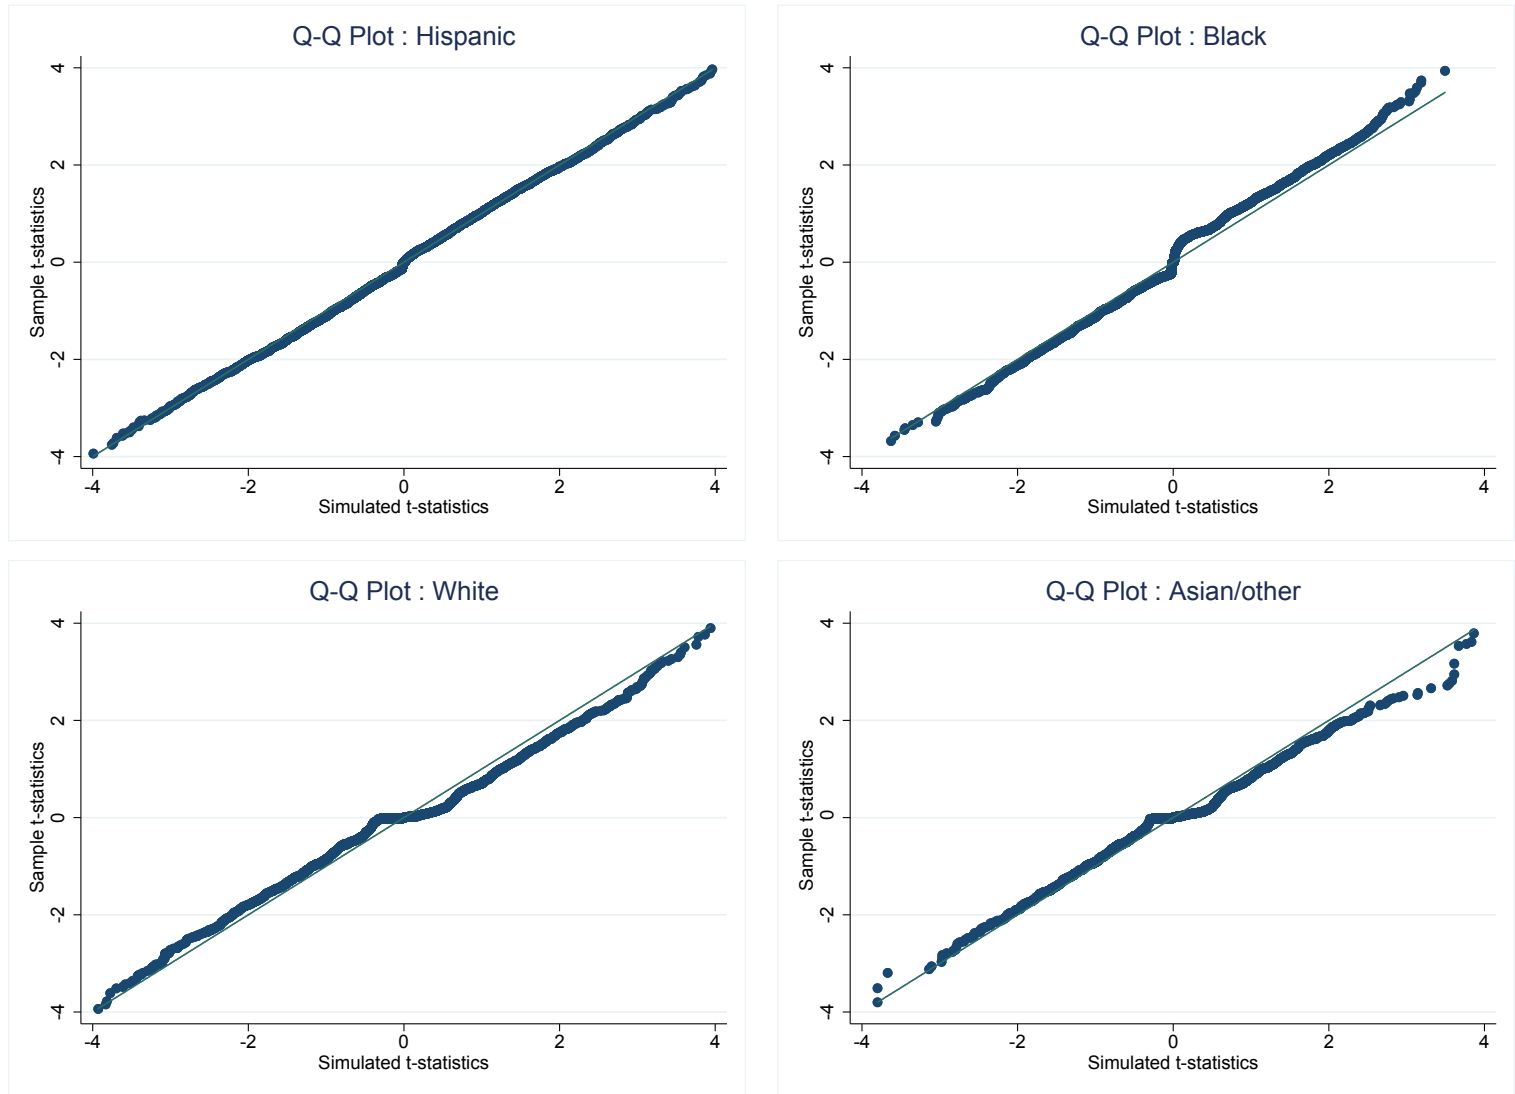 Q-Q Plot : Hispanic
Sample t-statistics
4
2
0
-2
-4
-4 -2 0 2 4
Simulated t-statistics
Q-Q Plot : Black
Sample t-statistics
4
2
0
-2
-4
-4 -2 0 2 4
Simulated t-statistics
Q-Q Plot : White
Sample t-statistics
4
2
0
-2
-4
-4 -2 0 2 4
Simulated t-statistics
Q-Q Plot : Asian/other
Sample t-statistics
4
2
0
-2
-4
-4 -2 0 2 4
Simulated t-statistics